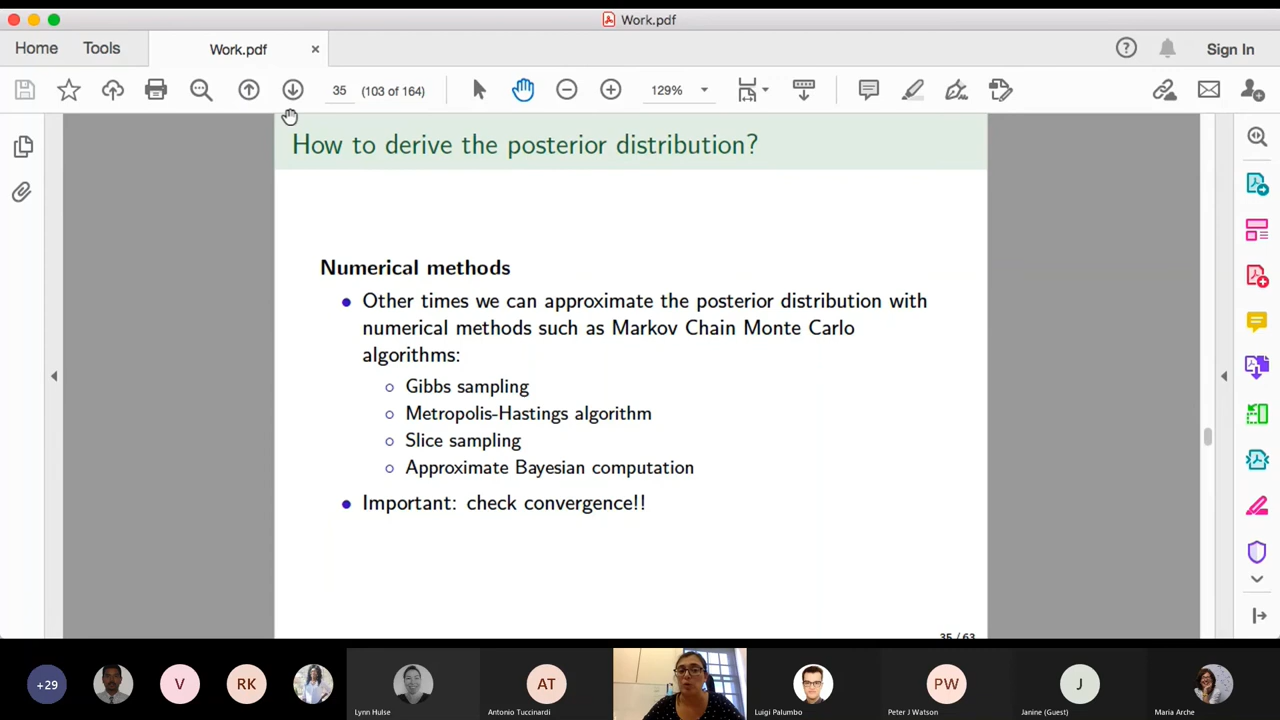 Work.pdf
Home
Tools
Work.pdf
×
?
Sign In
35
(103 of 164)
129%
How to derive the posterior distribution?
Numerical methods
• Other times we can approximate the posterior distribution with
numerical methods such as Markov Chain Monte Carlo
algorithms:
○ Gibbs sampling
○ Metropolis-Hastings algorithm
○ Slice sampling
○ Approximate Bayesian computation
• Important: check convergence!!
35 / 63
+29
V
RK
Lynn Hulse
AT
Antonio Tuccinardi
Luigi Palumbo
PW
Peter J Watson
J
Janine (Guest)
Maria Arche